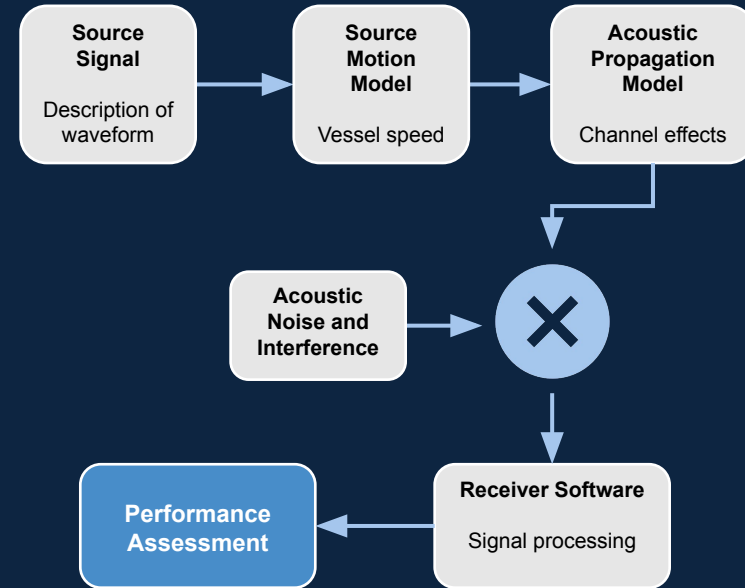 Source
Signal
Description of
waveform
Source
Motion
Model
Vessel speed
Acoustic
Propagation
Model
Channel effects
Acoustic
Noise and
Interference
Receiver Software
Signal processing
Performance
Assessment